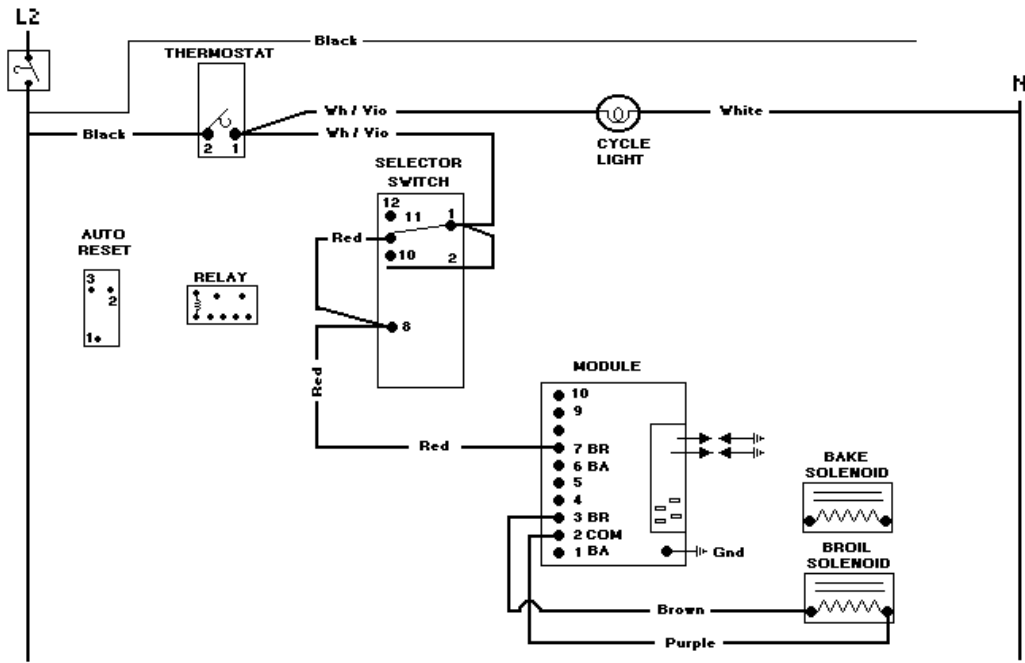 L2
Black
THERMOSTAT
N
Wh / Vio
White
Black
Wh / Vio
2 1
CYCLE
LIGHT
SELECTOR
SWITCH
12
11 1
AUTO
RESET
Red
10 2
3
2
1
RELAY
8
Red
MODULE
10
9
Red
7 BR
6 BA
5
4
3 BR
2 COM
1 BA
Gnd
BAKE
SOLENOID
BROIL
SOLENOID
Brown
Purple